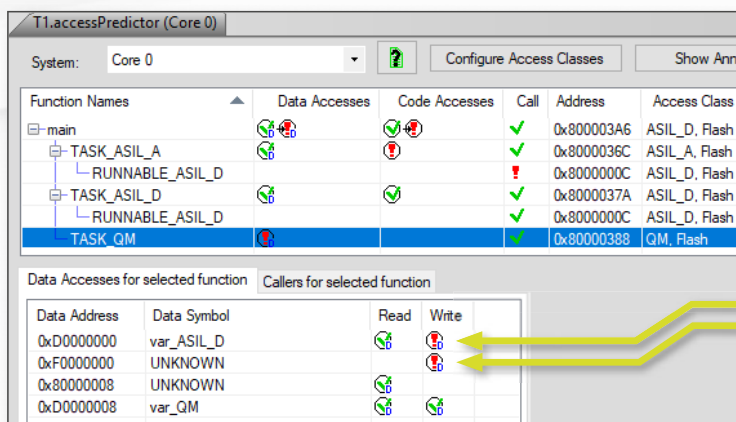 T1.accessPredictor (Core 0)
System: Core 0 Configure Access Classes Show Ann
Function Names Data Accesses Code Accesses Call Address Access Class
main 0x800003A6 ASIL_D, Flash
TASK_ASIL_A 0x8000036C ASIL_A, Flash
RUNNABLE_ASIL_D 0x8000000C ASIL_D, Flash
TASK_ASIL_D 0x8000037A ASIL_D, Flash
RUNNABLE_ASIL_D 0x8000000C ASIL_D, Flash
TASK_QM 0x80000388 QM, Flash
Data Accesses for selected function Callers for selected function
Data Address Data Symbol Read Write
0xD0000000 var_ASIL_D
0xF0000000 UNKNOWN
0x80000008 UNKNOWN
0xD0000008 var_QM